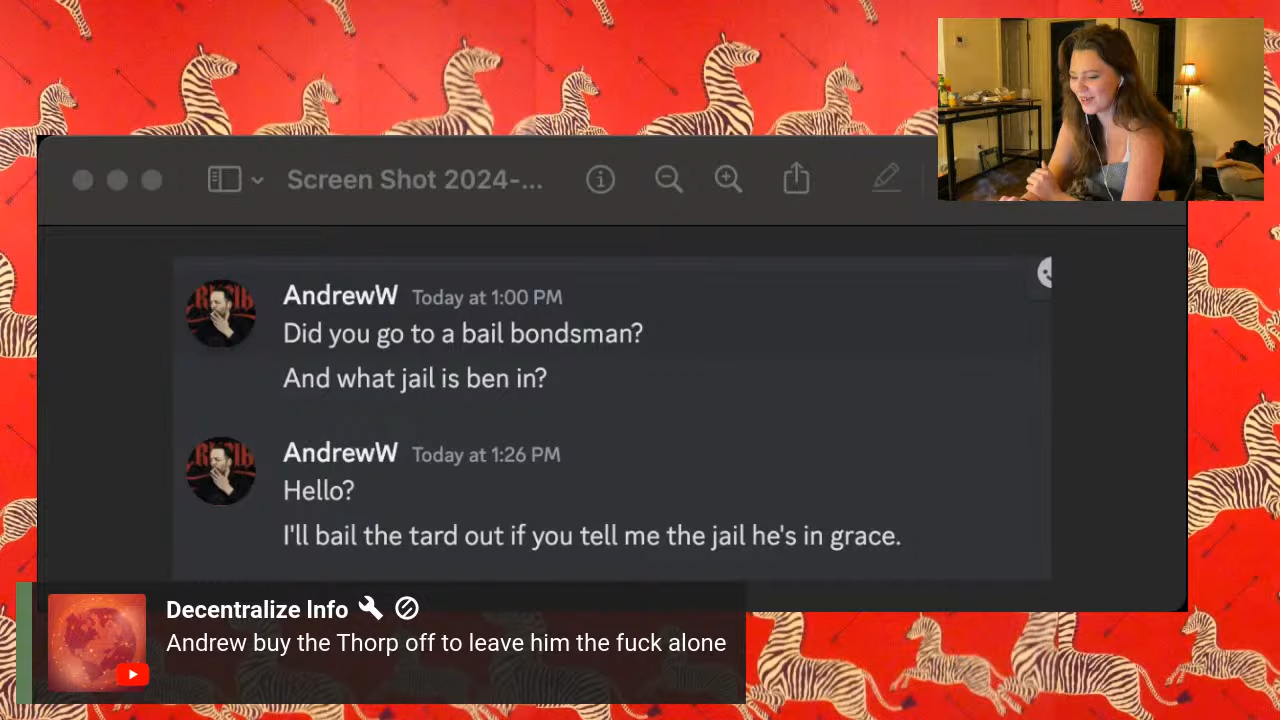 Screen Shot 2024-...
AndrewW Today at 1:00 PM
Did you go to a bail bondsman?
And what jail is ben in?
AndrewW Today at 1:26 PM
Hello?
I'll bail the tard out if you tell me the jail he's in grace.
Decentralize Info
Andrew buy the Thorp off to leave him the fuck alone